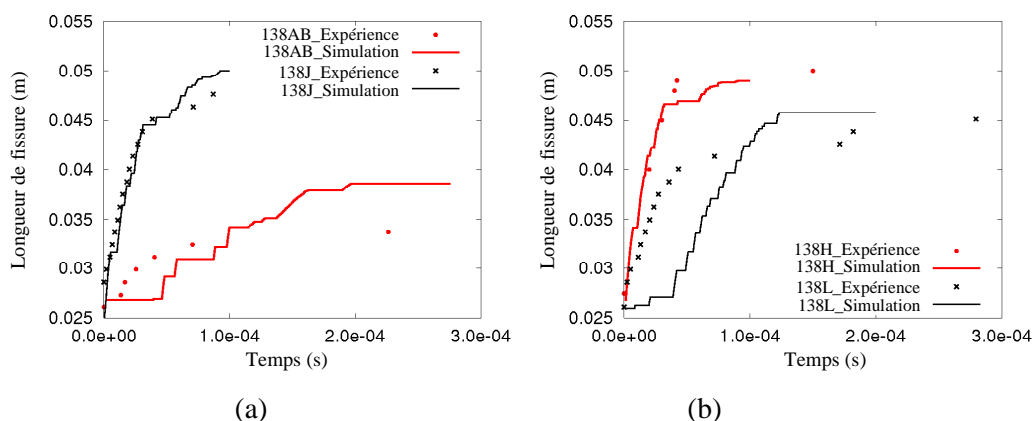 0.055
0.05
0.045
0.04
0.035
0.03
0.025
Longueur de fissure (m)
138AB_Expérience
138AB_Simulation
138J_Expérience
138J_Simulation
0.0e+00
1.0e-04
2.0e-04
3.0e-04
Temps (s)
(a)
0.055
0.05
0.045
0.04
0.035
0.03
0.025
Longueur de fissure (m)
138H_Expérience
138H_Simulation
138L_Expérience
138L_Simulation
0.0e+00
1.0e-04
2.0e-04
3.0e-04
Temps (s)
(b)